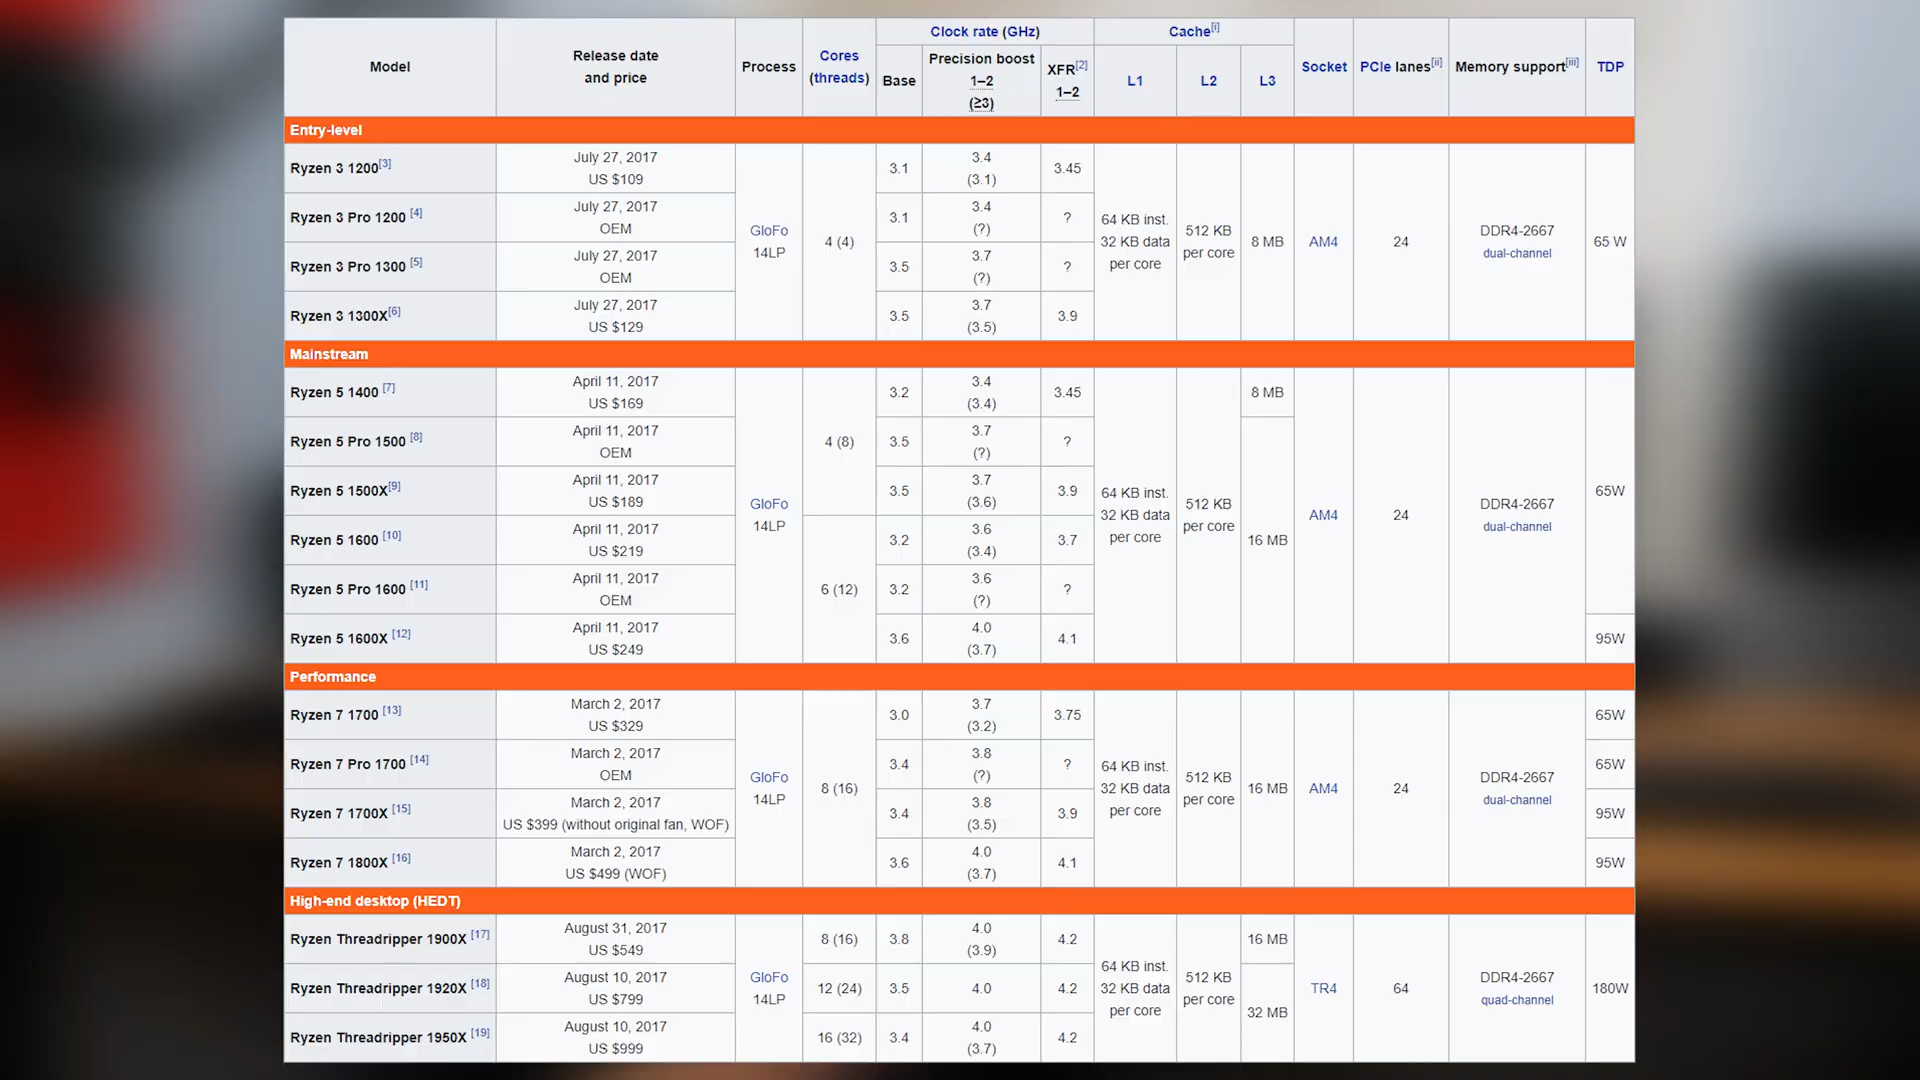 Model
Release date
and price
Process
Cores
(threads)
Clock rate (GHz)
Base
Precision boost
1–2
(≥3)
XFR[2]
1–2
Cache[i]
L1
L2
L3
Socket
PCIe lanes[ii]
Memory support[iii]
TDP
Entry-level
Ryzen 3 1200[3]
July 27, 2017
US $109
GloFo
14LP
4 (4)
3.1
3.4
(3.1)
3.45
64 KB inst.
32 KB data
per core
512 KB
per core
8 MB
AM4
24
DDR4-2667
dual-channel
65 W
Ryzen 3 Pro 1200 [4]
July 27, 2017
OEM
3.1
3.4
(?)
?
Ryzen 3 Pro 1300 [5]
July 27, 2017
OEM
3.5
3.7
(?)
?
Ryzen 3 1300X[6]
July 27, 2017
US $129
3.5
3.7
(3.5)
3.9
Mainstream
Ryzen 5 1400 [7]
April 11, 2017
US $169
GloFo
14LP
4 (8)
3.2
3.4
(3.4)
3.45
64 KB inst.
32 KB data
per core
512 KB
per core
8 MB
AM4
24
DDR4-2667
dual-channel
65W
Ryzen 5 Pro 1500 [8]
April 11, 2017
OEM
3.5
3.7
(?)
?
16 MB
Ryzen 5 1500X[9]
April 11, 2017
US $189
3.5
3.7
(3.6)
3.9
Ryzen 5 1600 [10]
April 11, 2017
US $219
6 (12)
3.2
3.6
(3.4)
3.7
Ryzen 5 Pro 1600 [11]
April 11, 2017
OEM
3.2
3.6
(?)
?
Ryzen 5 1600X [12]
April 11, 2017
US $249
3.6
4.0
(3.7)
4.1
95W
Performance
Ryzen 7 1700 [13]
March 2, 2017
US $329
GloFo
14LP
8 (16)
3.0
3.7
(3.2)
3.75
64 KB inst.
32 KB data
per core
512 KB
per core
16 MB
AM4
24
DDR4-2667
dual-channel
65W
Ryzen 7 Pro 1700 [14]
March 2, 2017
OEM
3.4
3.8
(?)
?
65W
Ryzen 7 1700X [15]
March 2, 2017
US $399 (without original fan, WOF)
3.4
3.8
(3.5)
3.9
95W
Ryzen 7 1800X [16]
March 2, 2017
US $499 (WOF)
3.6
4.0
(3.7)
4.1
95W
High-end desktop (HEDT)
Ryzen Threadripper 1900X [17]
August 31, 2017
US $549
GloFo
14LP
8 (16)
3.8
4.0
(3.9)
4.2
64 KB inst.
32 KB data
per core
512 KB
per core
16 MB
TR4
64
DDR4-2667
quad-channel
180W
Ryzen Threadripper 1920X [18]
August 10, 2017
US $799
12 (24)
3.5
4.0
4.2
32 MB
Ryzen Threadripper 1950X [19]
August 10, 2017
US $999
16 (32)
3.4
4.0
(3.7)
4.2